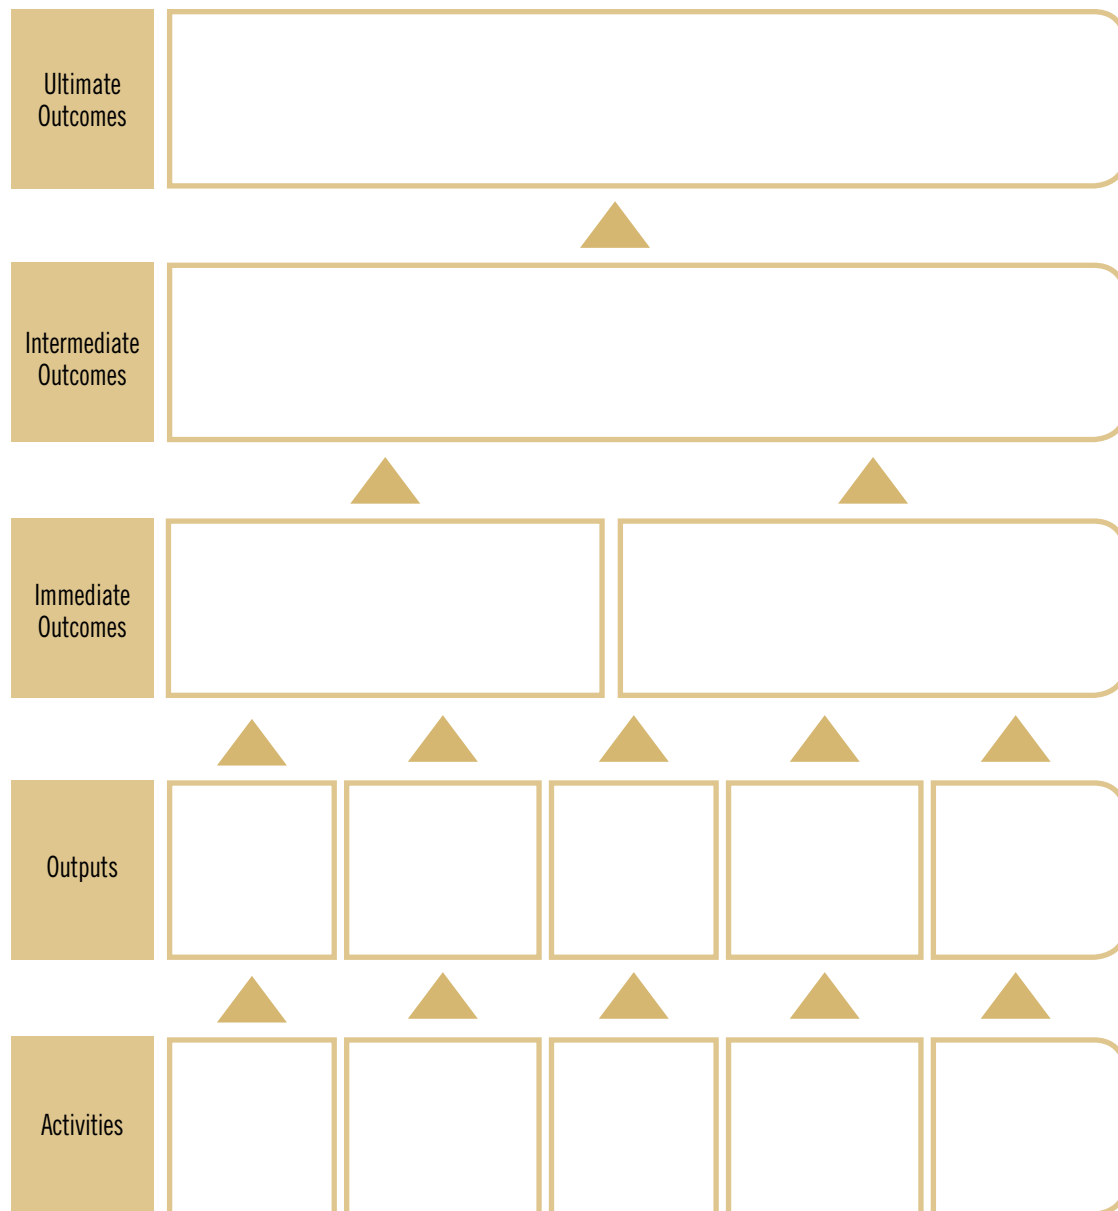 Ultimate
Outcomes
Intermediate
Outcomes
Immediate
Outcomes
Outputs
Activities